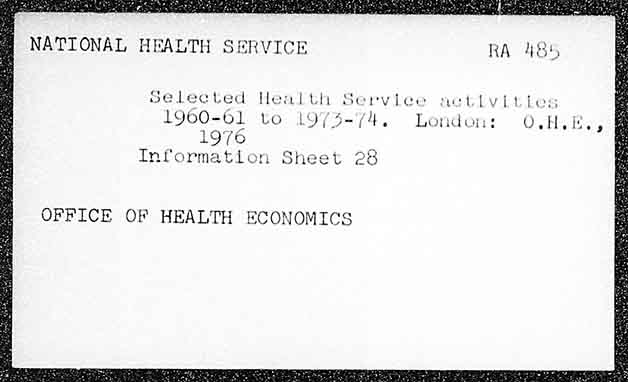 NATIONAL HEALTH SERVICE RA 485
Selected Health Service activities
1960-61 to 1973-74. London: O.H.E.,
1976
Information Sheet 28
OFFICE OF HEALTH ECONOMICS